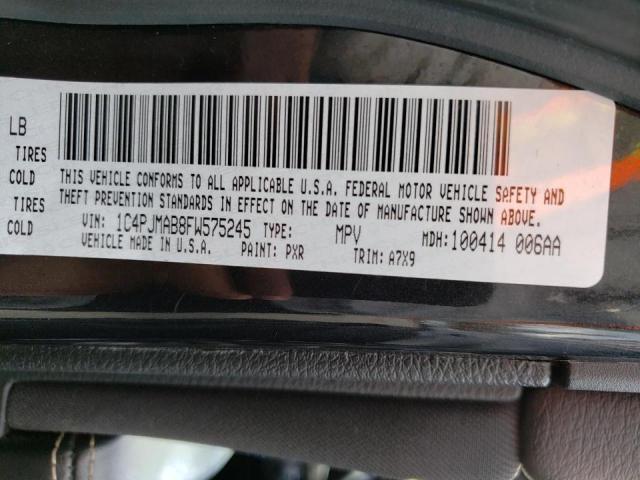 LB
TIRES
COLD
TIRES
COLD
THIS VEHICLE CONFORMS TO ALL APPLICABLE U.S.A. FEDERAL MOTOR VEHICLE SAFETY AND
THEFT PREVENTION STANDARDS IN EFFECT ON THE DATE OF MANUFACTURE SHOWN ABOVE.
VIN: 1C4PJMAB8FW575245 TYPE: MPV MDH:100414 006AA
VEHICLE MADE IN U.S.A. PAINT: PXR TRIM: A7X9